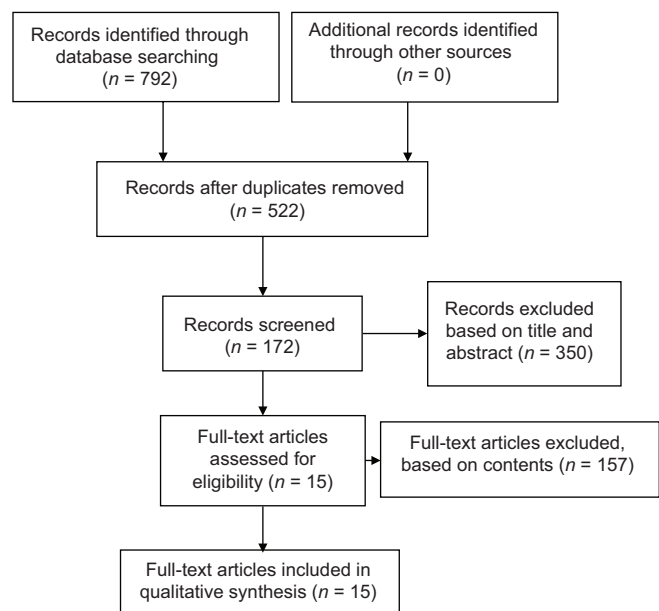 Records identified through
database searching
(n = 792)
Additional records identified
through other sources
(n = 0)
Records after duplicates removed
(n = 522)
Records screened
(n = 172)
Records excluded
based on title and
abstract (n = 350)
Full-text articles
assessed for
eligibility (n = 15)
Full-text articles excluded,
based on contents (n = 157)
Full-text articles included in
qualitative synthesis (n = 15)